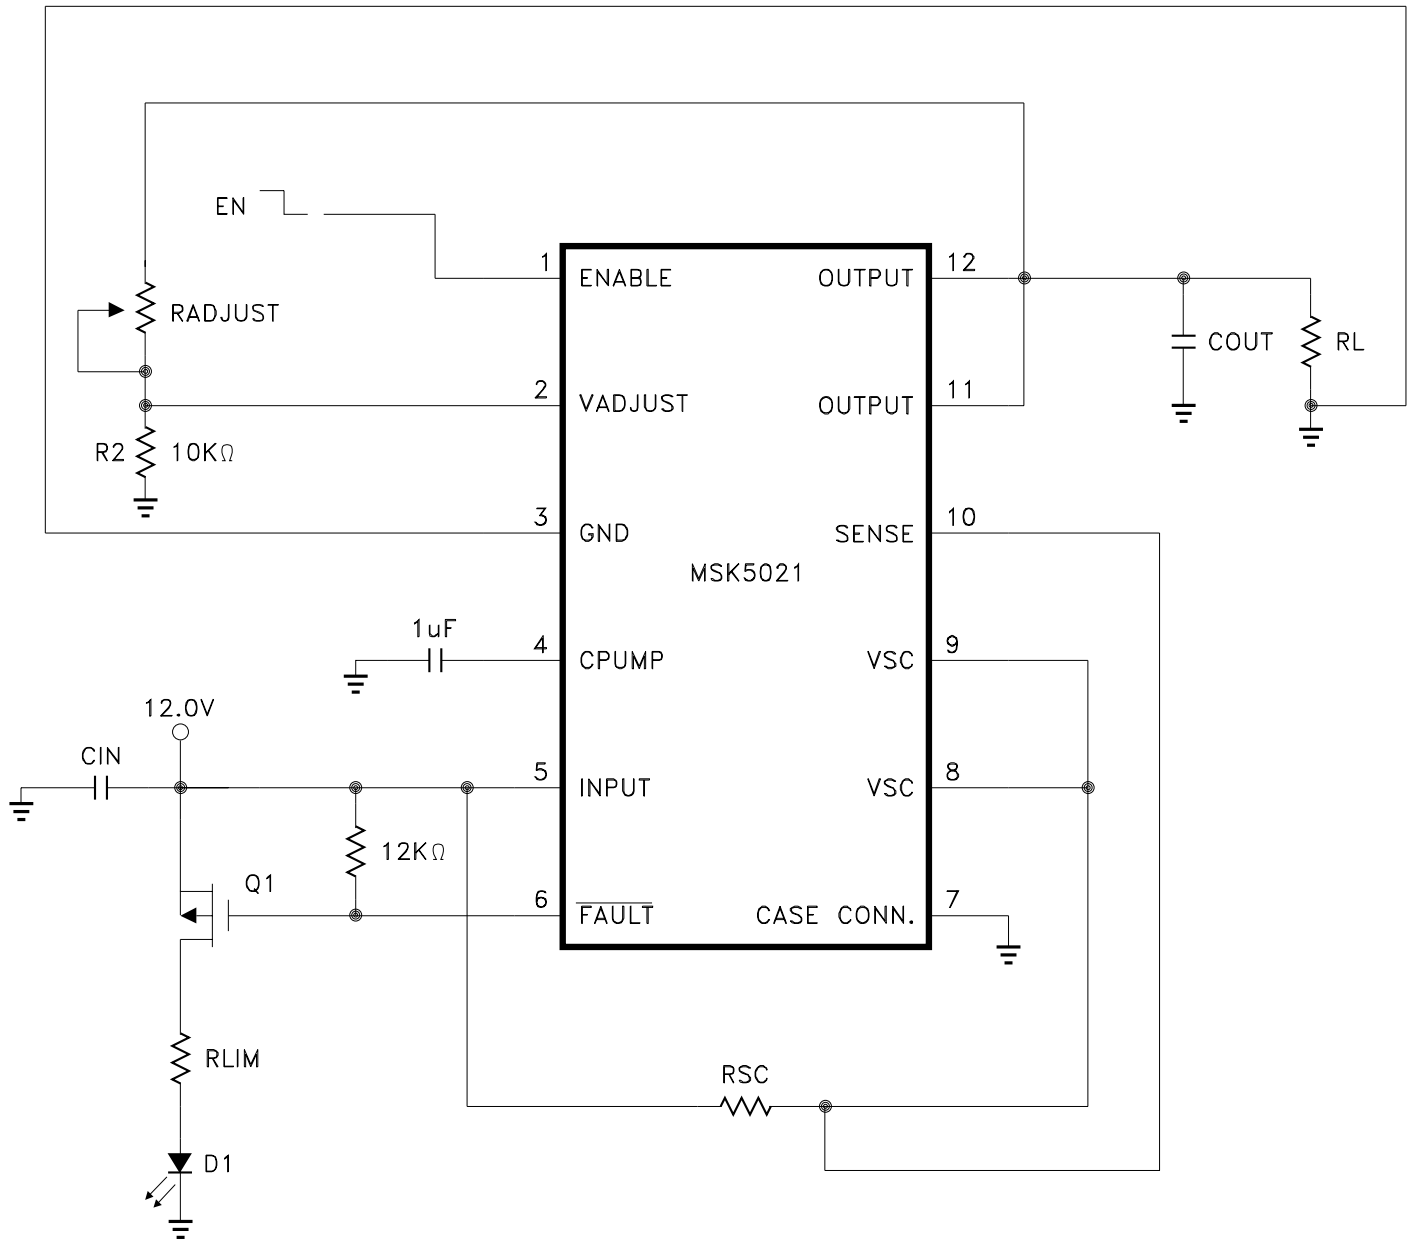 EN
1 ENABLE OUTPUT 12
RADJUST
COUT RL
2 VADJUST OUTPUT 11
R2 10KΩ
3 GND SENSE 10
MSK5021
1uF
4 CPUMP VSC 9
12.0V
CIN
5 INPUT VSC 8
12KΩ
Q1
6 FAULT CASE CONN. 7
RLIM
RSC
D1